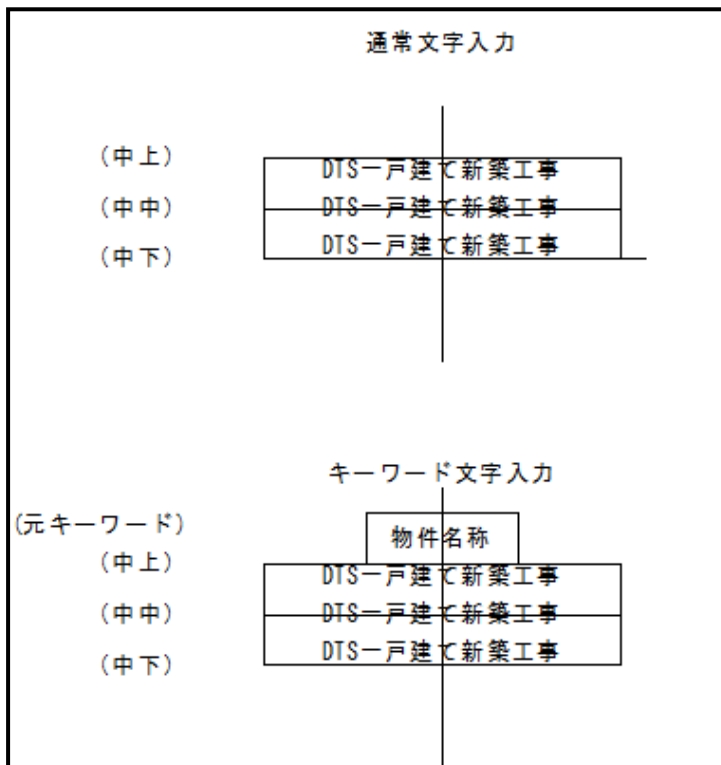 通常文字入力
(中上) DTS一戸建て新築工事
(中中) DTS一戸建て新築工事
(中下) DTS一戸建て新築工事
キーワード文字入力
(元キーワード) 物件名称
(中上) DTS一戸建て新築工事
(中中) DTS一戸建て新築工事
(中下) DTS一戸建て新築工事